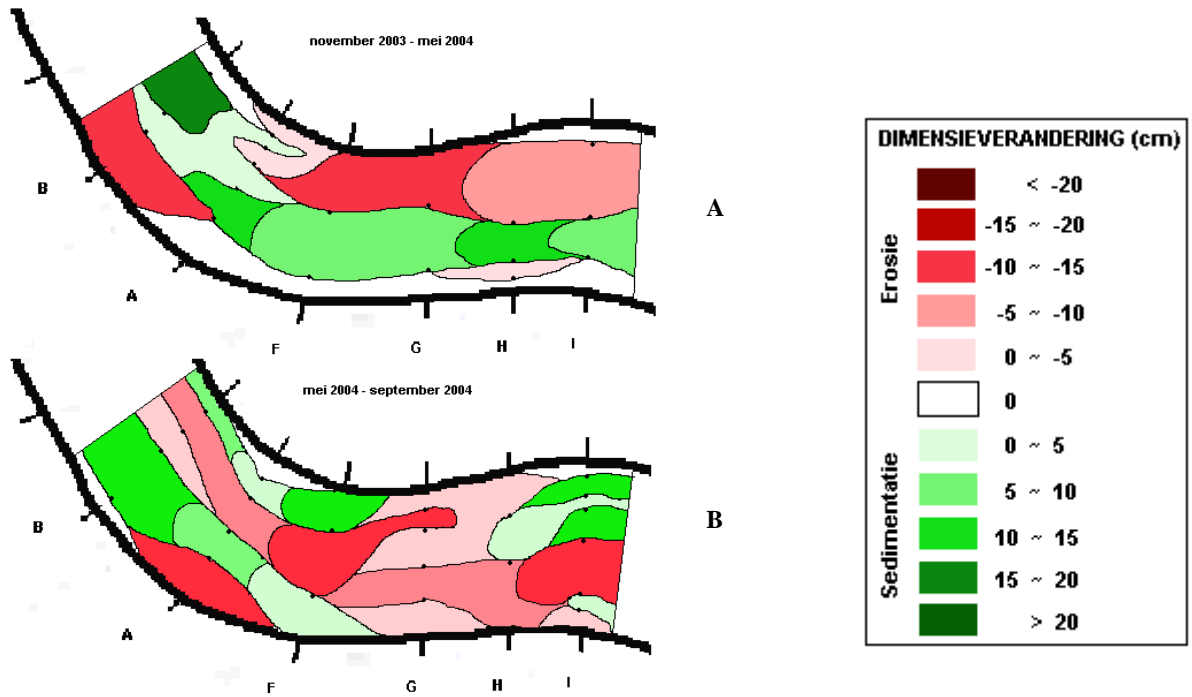 november 2003 - mei 2004
B
A
F
G
H
I
A
mei 2004 - september 2004
B
A
F
G
H
I
B
DIMENSIEVERANDERING (cm)
Erosie
< -20
-15 ~ -20
-10 ~ -15
-5 ~ -10
0 ~ -5
0
Sedimentatie
0 ~ 5
5 ~ 10
10 ~ 15
15 ~ 20
> 20